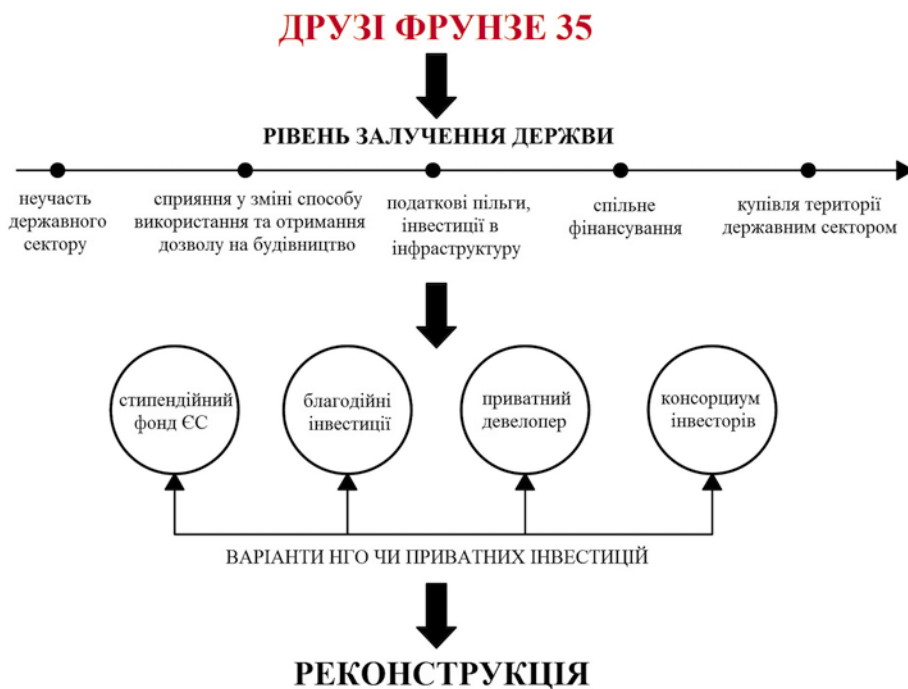 ДРУЗІ ФРУНЗЕ 35
РІВЕНЬ ЗАЛУЧЕННЯ ДЕРЖВИ
неучасть
державного
сектору
сприяння у зміні способу
використання та отримання
дозволу на будівництво
податкові пільги,
інвестиції в
інфраструктуру
спільне
фінансування
купівля території
державним сектором
стипендійний
фонд ЄС
благодійні
інвестиції
приватний
девелопер
консорциум
інвесторів
ВАРІАНТИ НГО ЧИ ПРИВАТНИХ ІНВЕСТИЦІЙ
РЕКОНСТРУКЦІЯ